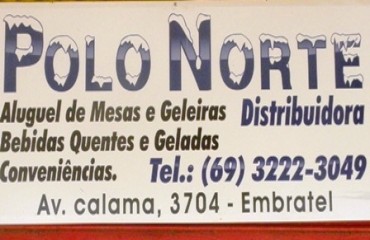 POLO NORTE
Aluguel de Mesas e Geleiras Distribuidora
Bebidas Quentes e Geladas
Conveniências. Tel.: (69) 3222-3049
Av. calama, 3704 - Embratel